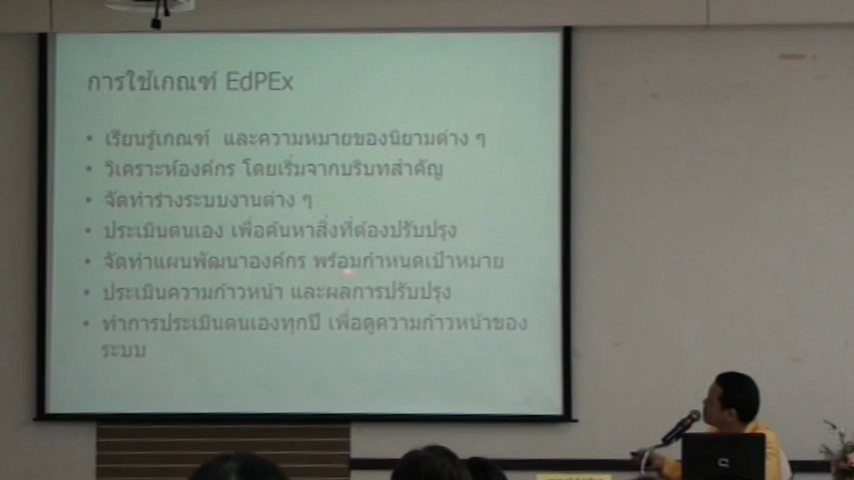 การใช้เกณฑ์ EdPEx
• เรียนรู้เกณฑ์ และความหมายของนิยามต่าง ๆ
• วิเคราะห์องค์กร โดยเริ่มจากบริบทสำคัญ
• จัดทำร่างระบบงานต่าง ๆ
• ประเมินตนเอง เพื่อค้นหาสิ่งที่ต้องปรับปรุง
• จัดทำแผนพัฒนาองค์กร พร้อมกำหนดเป้าหมาย
• ประเมินความก้าวหน้า และผลการปรับปรุง
• ทำการประเมินตนเองทุกปี เพื่อดูความก้าวหน้าของ
ระบบ